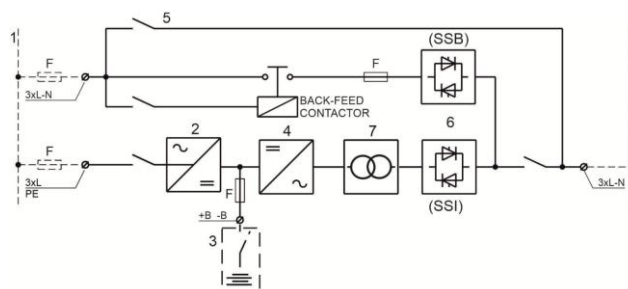 5
1
(SSB)
F
F
3xL-N
BACK-FEED
CONTACTOR
2
4
7
6
F
3xL
PE
F
3xL-N
(SSI)
+B -B
3